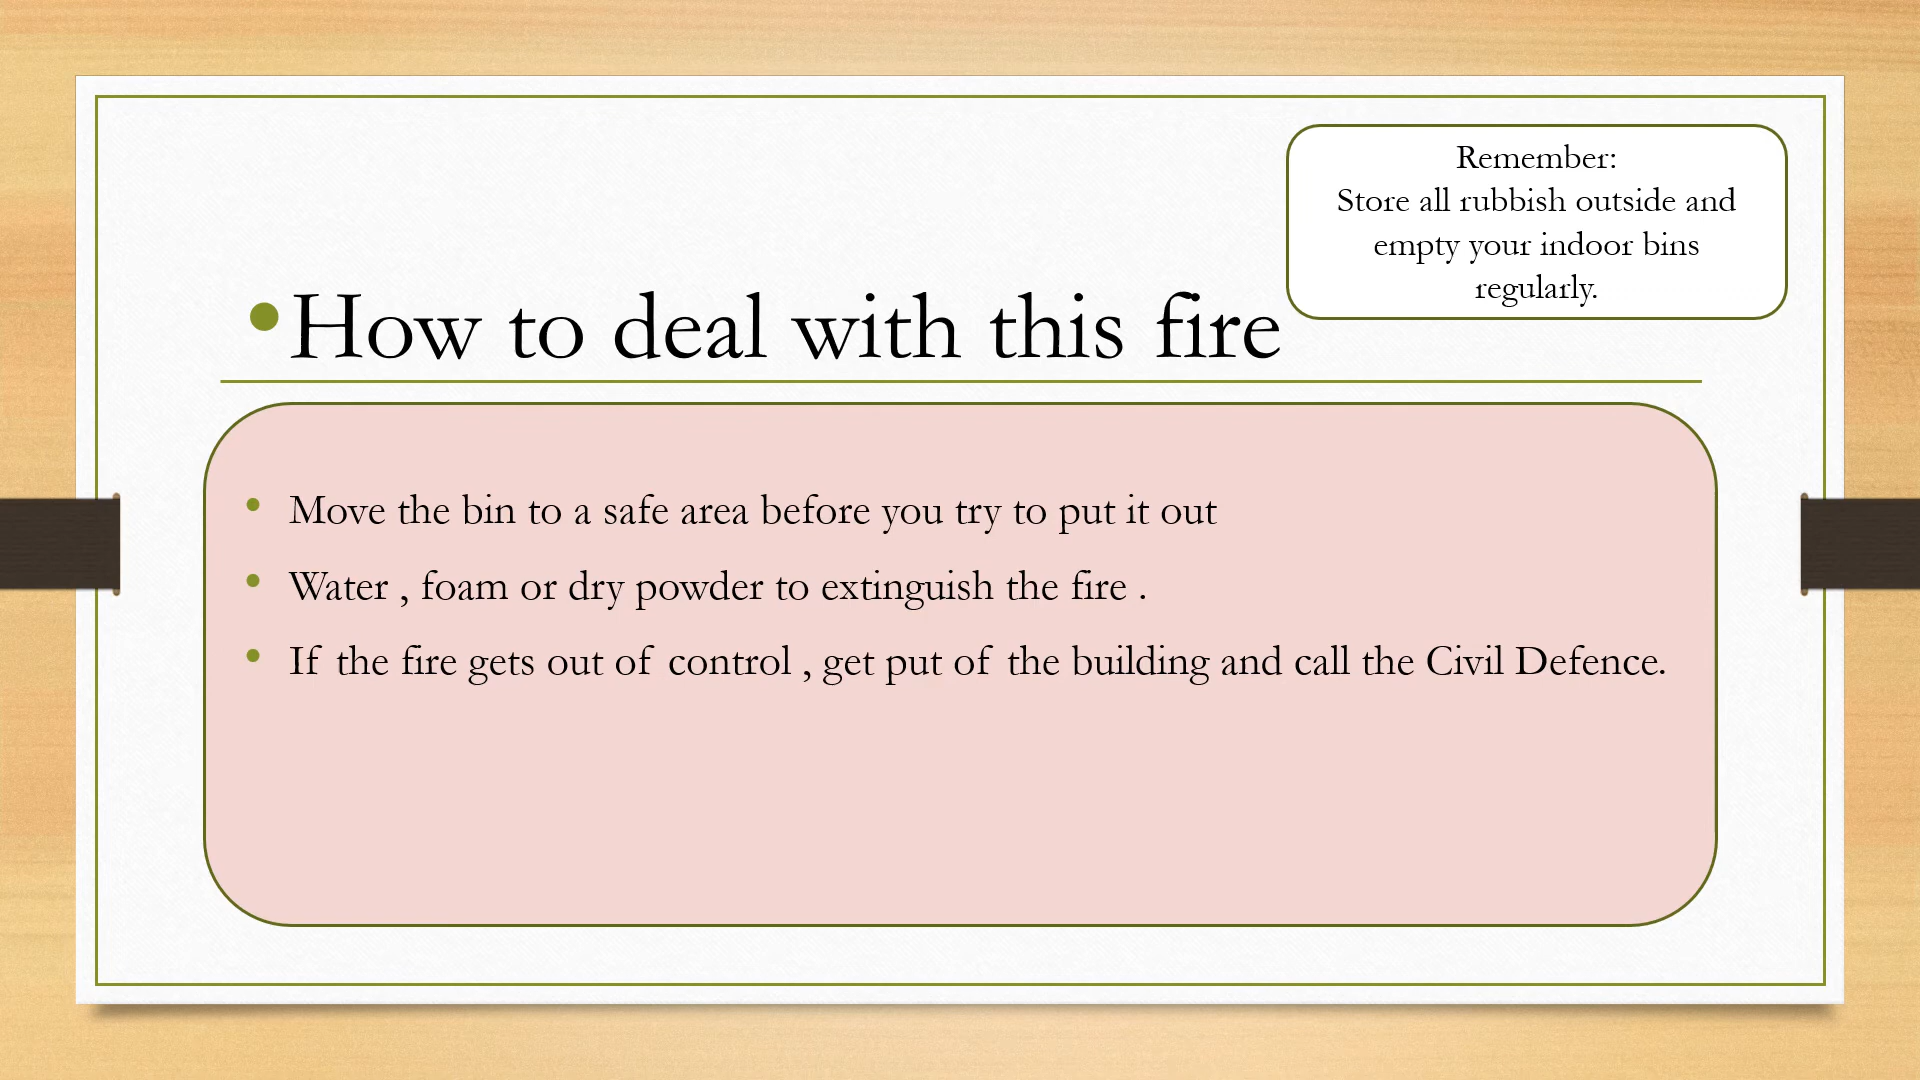 Remember:
Store all rubbish outside and
empty your indoor bins
regularly.
•How to deal with this fire
• Move the bin to a safe area before you try to put it out
• Water , foam or dry powder to extinguish the fire .
• If the fire gets out of control , get put of the building and call the Civil Defence.